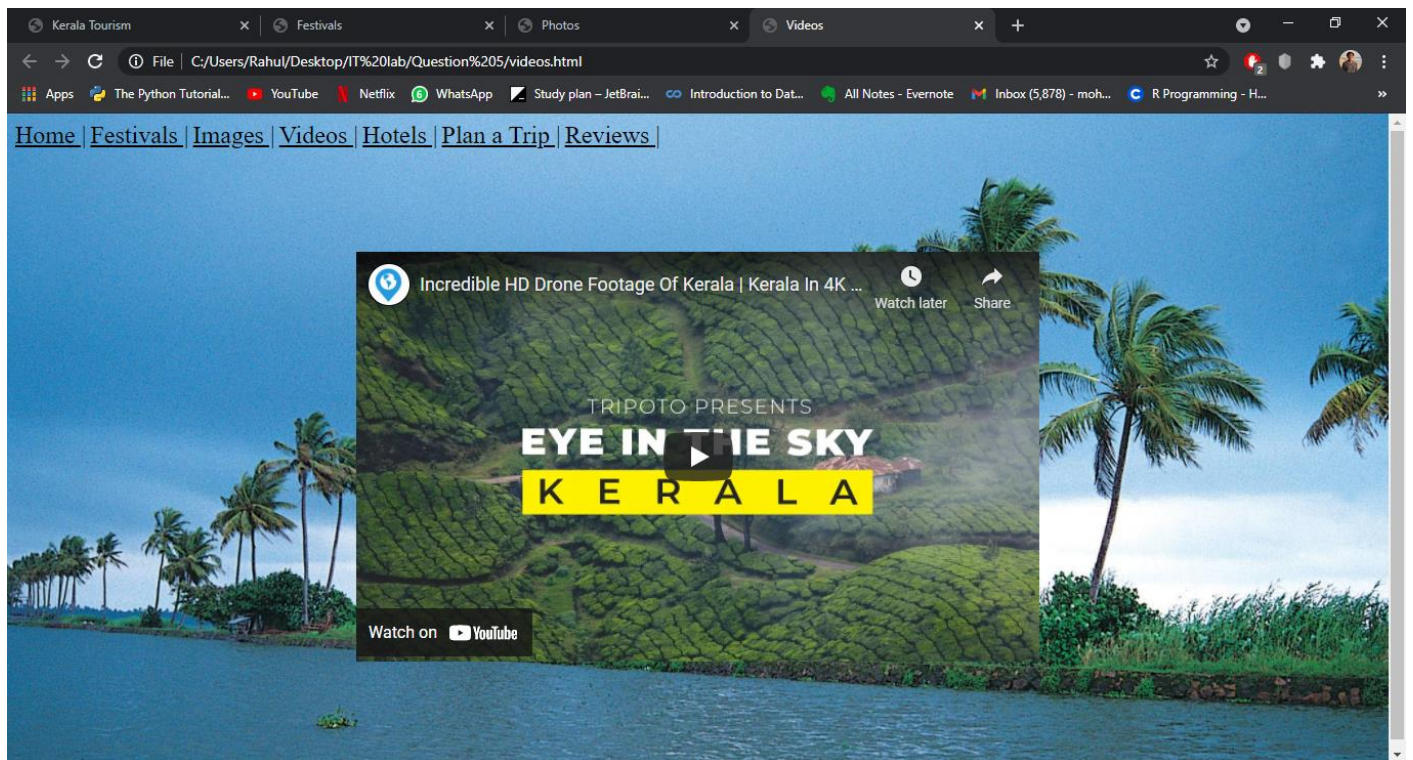 Kerala Tourism Festivals Photos Videos
File C:/Users/Rahul/Desktop/IT%20lab/Question%205/videos.html
2
Apps The Python Tutorial... YouTube Netflix 6 WhatsApp Study plan – JetBrai... Introduction to Dat... All Notes - Evernote Inbox (5,878) - moh... C R Programming - H... »
Home | Festivals | Images | Videos | Hotels | Plan a Trip | Reviews |
Incredible HD Drone Footage Of Kerala | Kerala In 4K ...
Watch later Share
TRIPOTO PRESENTS
EYE IN THE SKY
KERALA
Watch on YouTube